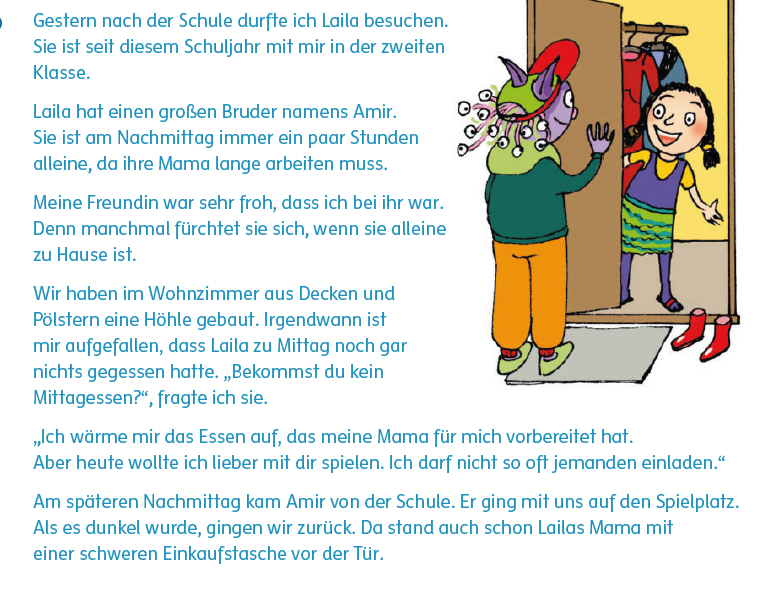 Gestern nach der Schule durfte ich Laila besuchen.
Sie ist seit diesem Schuljahr mit mir in der zweiten
Klasse.
Laila hat einen großen Bruder namens Amir.
Sie ist am Nachmittag immer ein paar Stunden
alleine, da ihre Mama lange arbeiten muss.
Meine Freundin war sehr froh, dass ich bei ihr war.
Denn manchmal fürchtet sie sich, wenn sie alleine
zu Hause ist.
Wir haben im Wohnzimmer aus Decken und
Pölstern eine Höhle gebaut. Irgendwann ist
mir aufgefallen, dass Laila zu Mittag noch gar
nichts gegessen hatte. „Bekommst du kein
Mittagessen?“, fragte ich sie.
„Ich wärme mir das Essen auf, das meine Mama für mich vorbereitet hat.
Aber heute wollte ich lieber mit dir spielen. Ich darf nicht so oft jemanden einladen.“
Am späteren Nachmittag kam Amir von der Schule. Er ging mit uns auf den Spielplatz.
Als es dunkel wurde, gingen wir zurück. Da stand auch schon Lailas Mama mit
einer schweren Einkaufstasche vor der Tür.